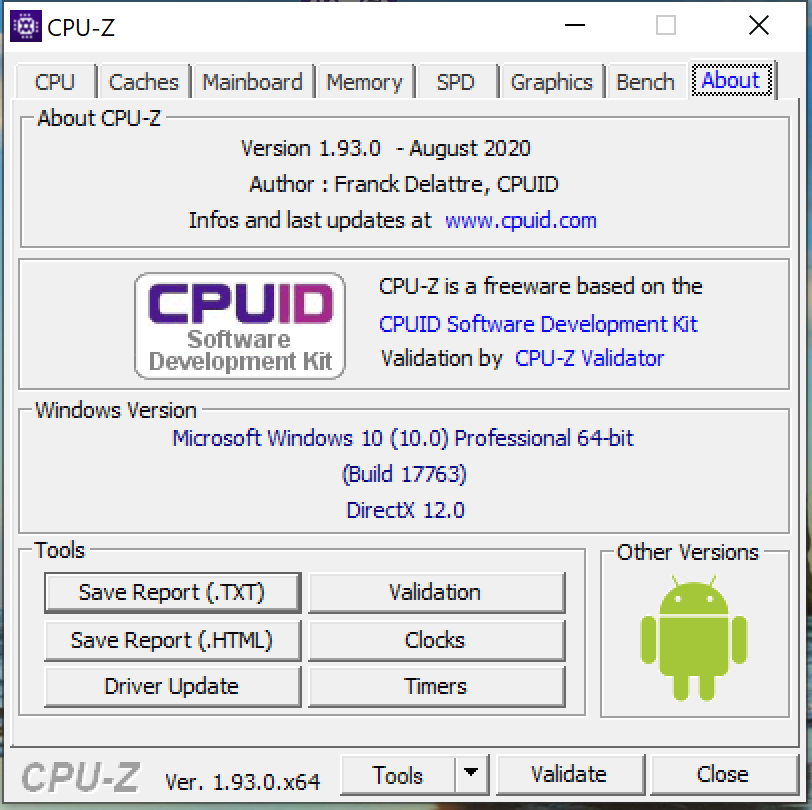 CPU-Z
CPU Caches Mainboard Memory SPD Graphics Bench About
About CPU-Z
Version 1.93.0 - August 2020
Author : Franck Delattre, CPUID
Infos and last updates at www.cpuid.com
CPUID
Software
Development Kit
CPU-Z is a freeware based on the
CPUID Software Development Kit
Validation by CPU-Z Validator
Windows Version
Microsoft Windows 10 (10.0) Professional 64-bit
(Build 17763)
DirectX 12.0
Tools
Save Report (.TXT) Validation
Save Report (.HTML) Clocks
Driver Update Timers
Other Versions
CPU-Z Ver. 1.93.0.x64 Tools Validate Close